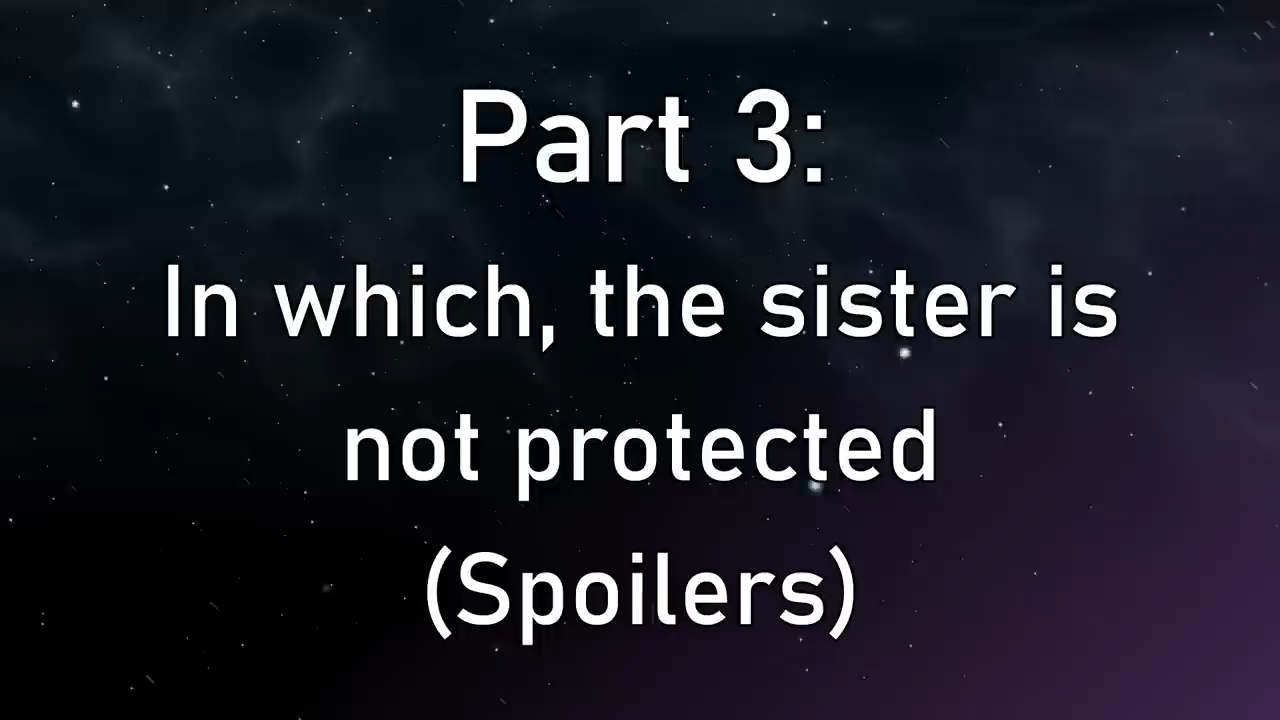 Part 3:
In which, the sister is
not protected
(Spoilers)